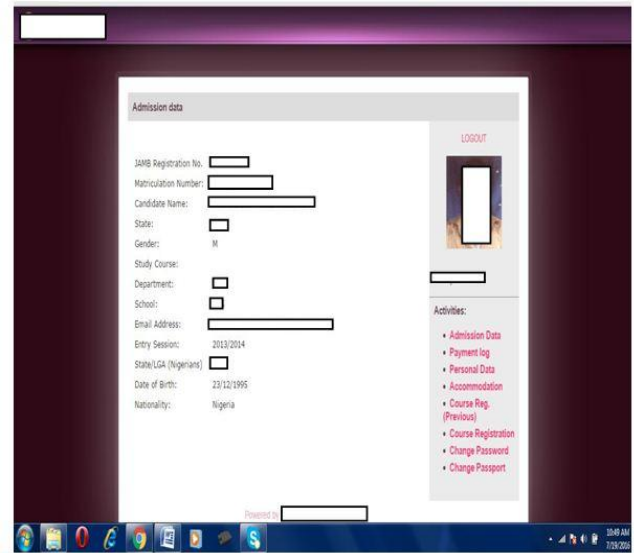 Admission data
LOGOUT
JAMB Registration No.
Matriculation Number:
Candidate Name:
State:
Gender: M
Study Course:
Department:
School:
Email Address:
Entry Session: 2013/2014
State/LGA (Nigerians)
Date of Birth: 23/12/1995
Nationality: Nigeria
Activities:
• Admission Data
• Payment log
• Personal Data
• Accommodation
• Course Reg.
(Previous)
• Course Registration
• Change Password
• Change Passport
Powered by
10:49 AM
7/19/2016